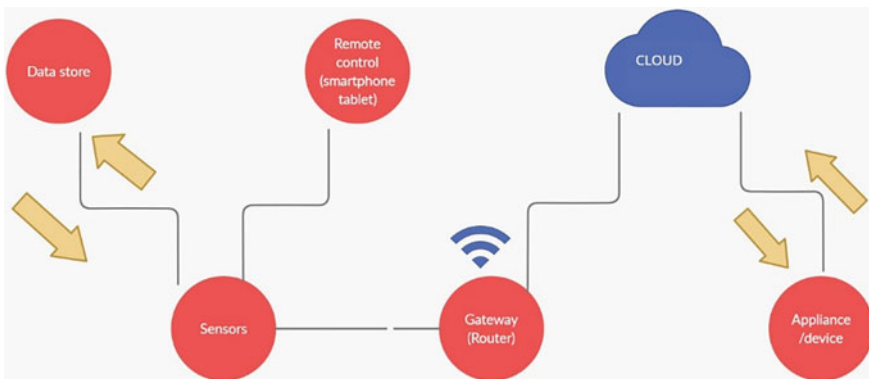 Data store
Remote
control
(smartphone
tablet)
CLOUD
Sensors
Gateway
(Router)
Appliance
/device